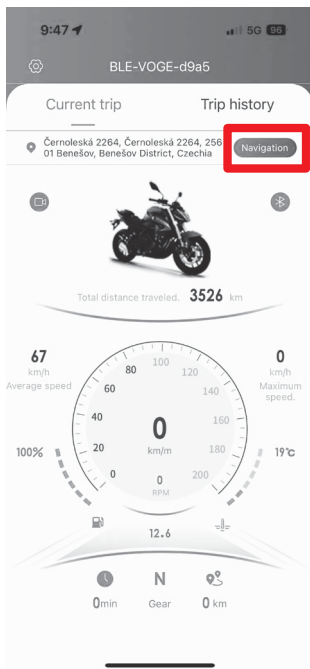 9:47
5G 96
BLE-VOGE-d9a5
Current trip
Trip history
Černoleská 2264, Černoleská 2264, 256
01 Benešov, Benešov District, Czechia
Navigation
Total distance traveled. 3526 km
67
km/h
Average speed
0
km/h
Maximum
speed.
0
20
40
60
80
100
120
140
160
180
200
0
km/m
0
RPM
100%
19°c
12.6
0min
N
Gear
0 km